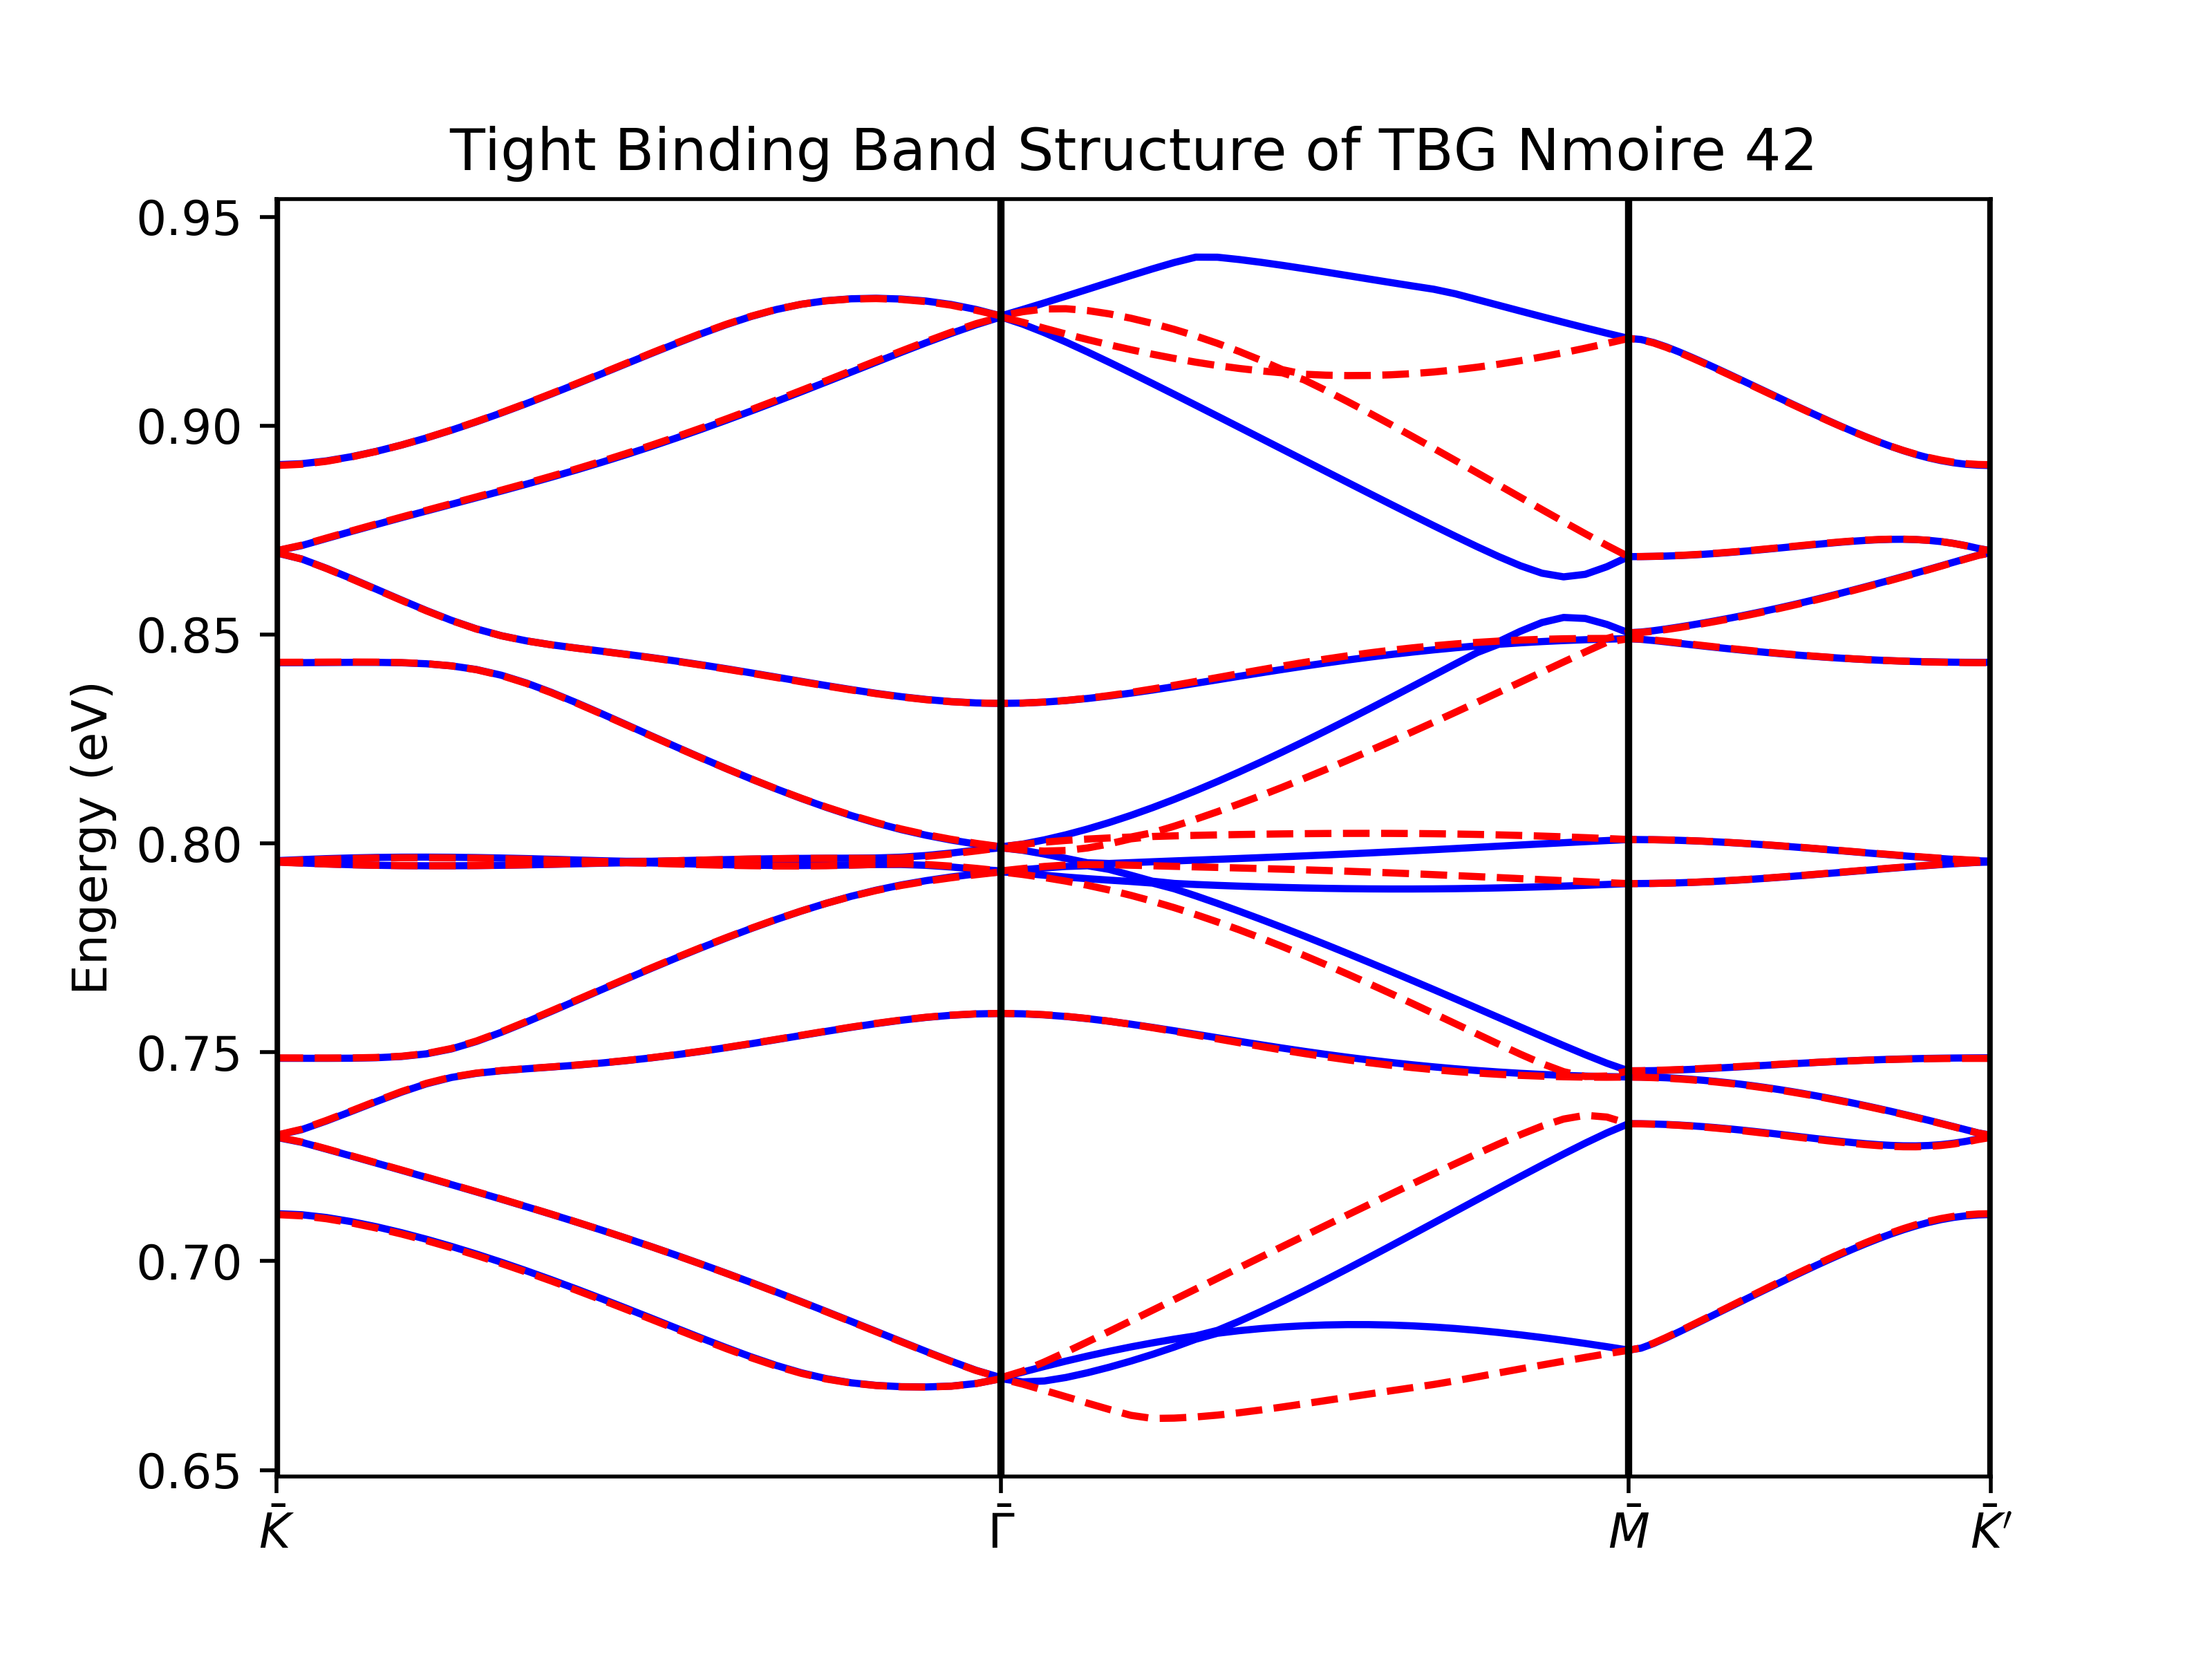 Tight Binding Band Structure of TBG Nmoire 42
Engergy (eV)
0.95
0.90
0.85
0.80
0.75
0.70
0.65
K̄ Γ̄ M̄ K̄′